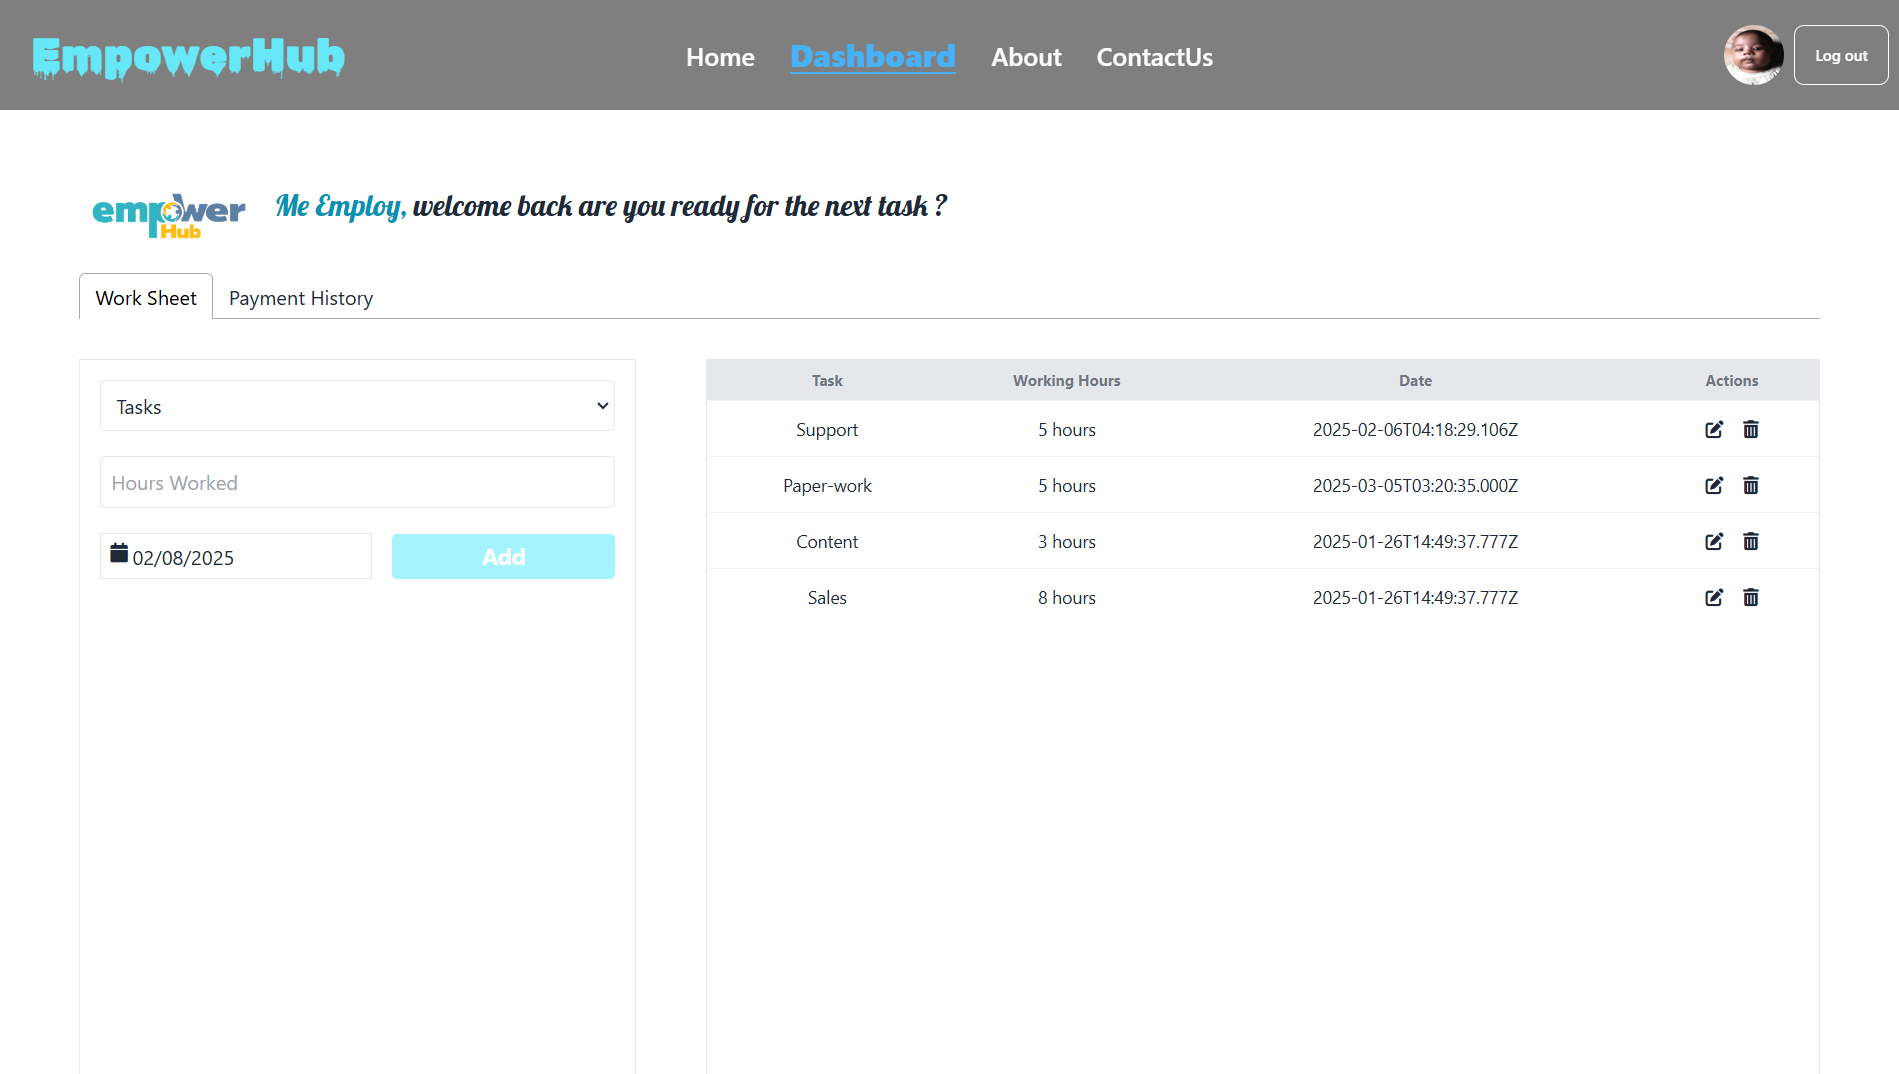 EmpowerHub
Home Dashboard About ContactUs
Log out
empower
Hub
Me Employ, welcome back are you ready for the next task ?
Work Sheet Payment History
Tasks
Hours Worked
02/08/2025 Add
Task Working Hours Date Actions
Support 5 hours 2025-02-06T04:18:29.106Z
Paper-work 5 hours 2025-03-05T03:20:35.000Z
Content 3 hours 2025-01-26T14:49:37.777Z
Sales 8 hours 2025-01-26T14:49:37.777Z